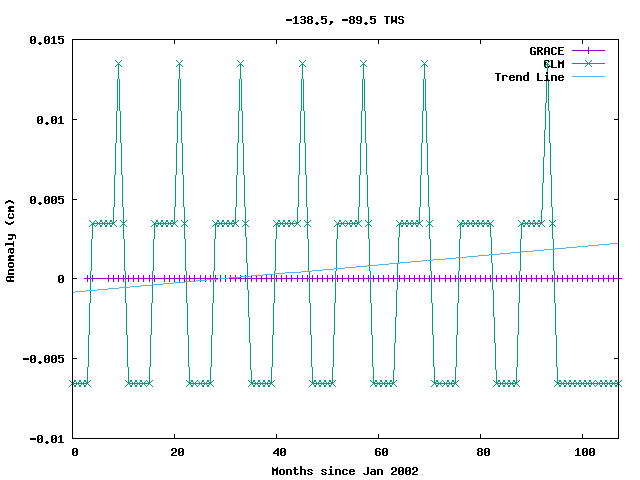 -138.5, -89.5 TWS
0.015
0.01
0.005
0
-0.005
-0.01
Anomaly (cm)
GRACE
CLM
Trend Line
0 20 40 60 80 100
Months since Jan 2002